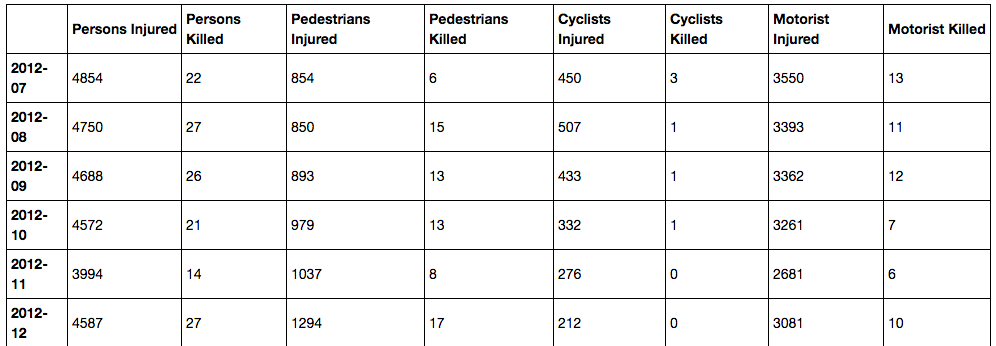 Persons Injured Persons Killed Pedestrians Injured Pedestrians Killed Cyclists Injured Cyclists Killed Motorist Injured Motorist Killed
2012-07 4854 22 854 6 450 3 3550 13
2012-08 4750 27 850 15 507 1 3393 11
2012-09 4688 26 893 13 433 1 3362 12
2012-10 4572 21 979 13 332 1 3261 7
2012-11 3994 14 1037 8 276 0 2681 6
2012-12 4587 27 1294 17 212 0 3081 10